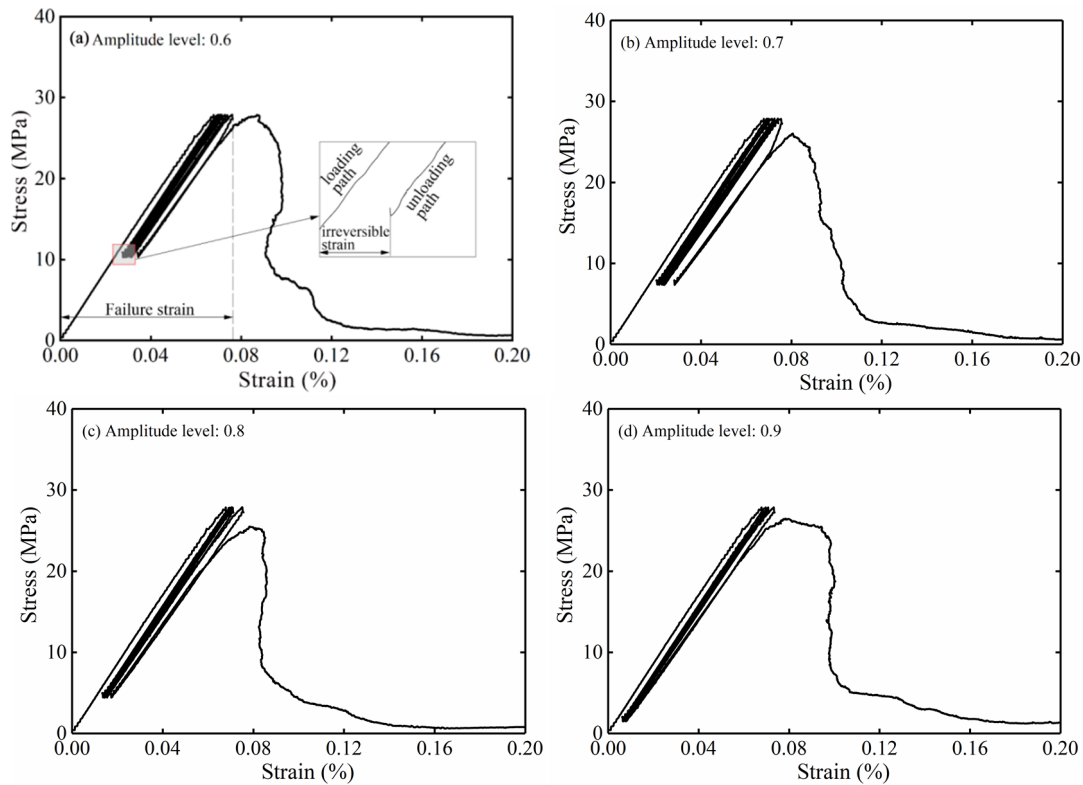 (a) Amplitude level: 0.6
Stress (MPa)
40
30
20
10
0
loading
path
unloading
path
irreversible
strain
Failure strain
0.00 0.04 0.08 0.12 0.16 0.20
Strain (%)
(b) Amplitude level: 0.7
Stress (MPa)
40
30
20
10
0
0.00 0.04 0.08 0.12 0.16 0.20
Strain (%)
(c) Amplitude level: 0.8
Stress (MPa)
40
30
20
10
0
0.00 0.04 0.08 0.12 0.16 0.20
Strain (%)
(d) Amplitude level: 0.9
Stress (MPa)
40
30
20
10
0
0.00 0.04 0.08 0.12 0.16 0.20
Strain (%)